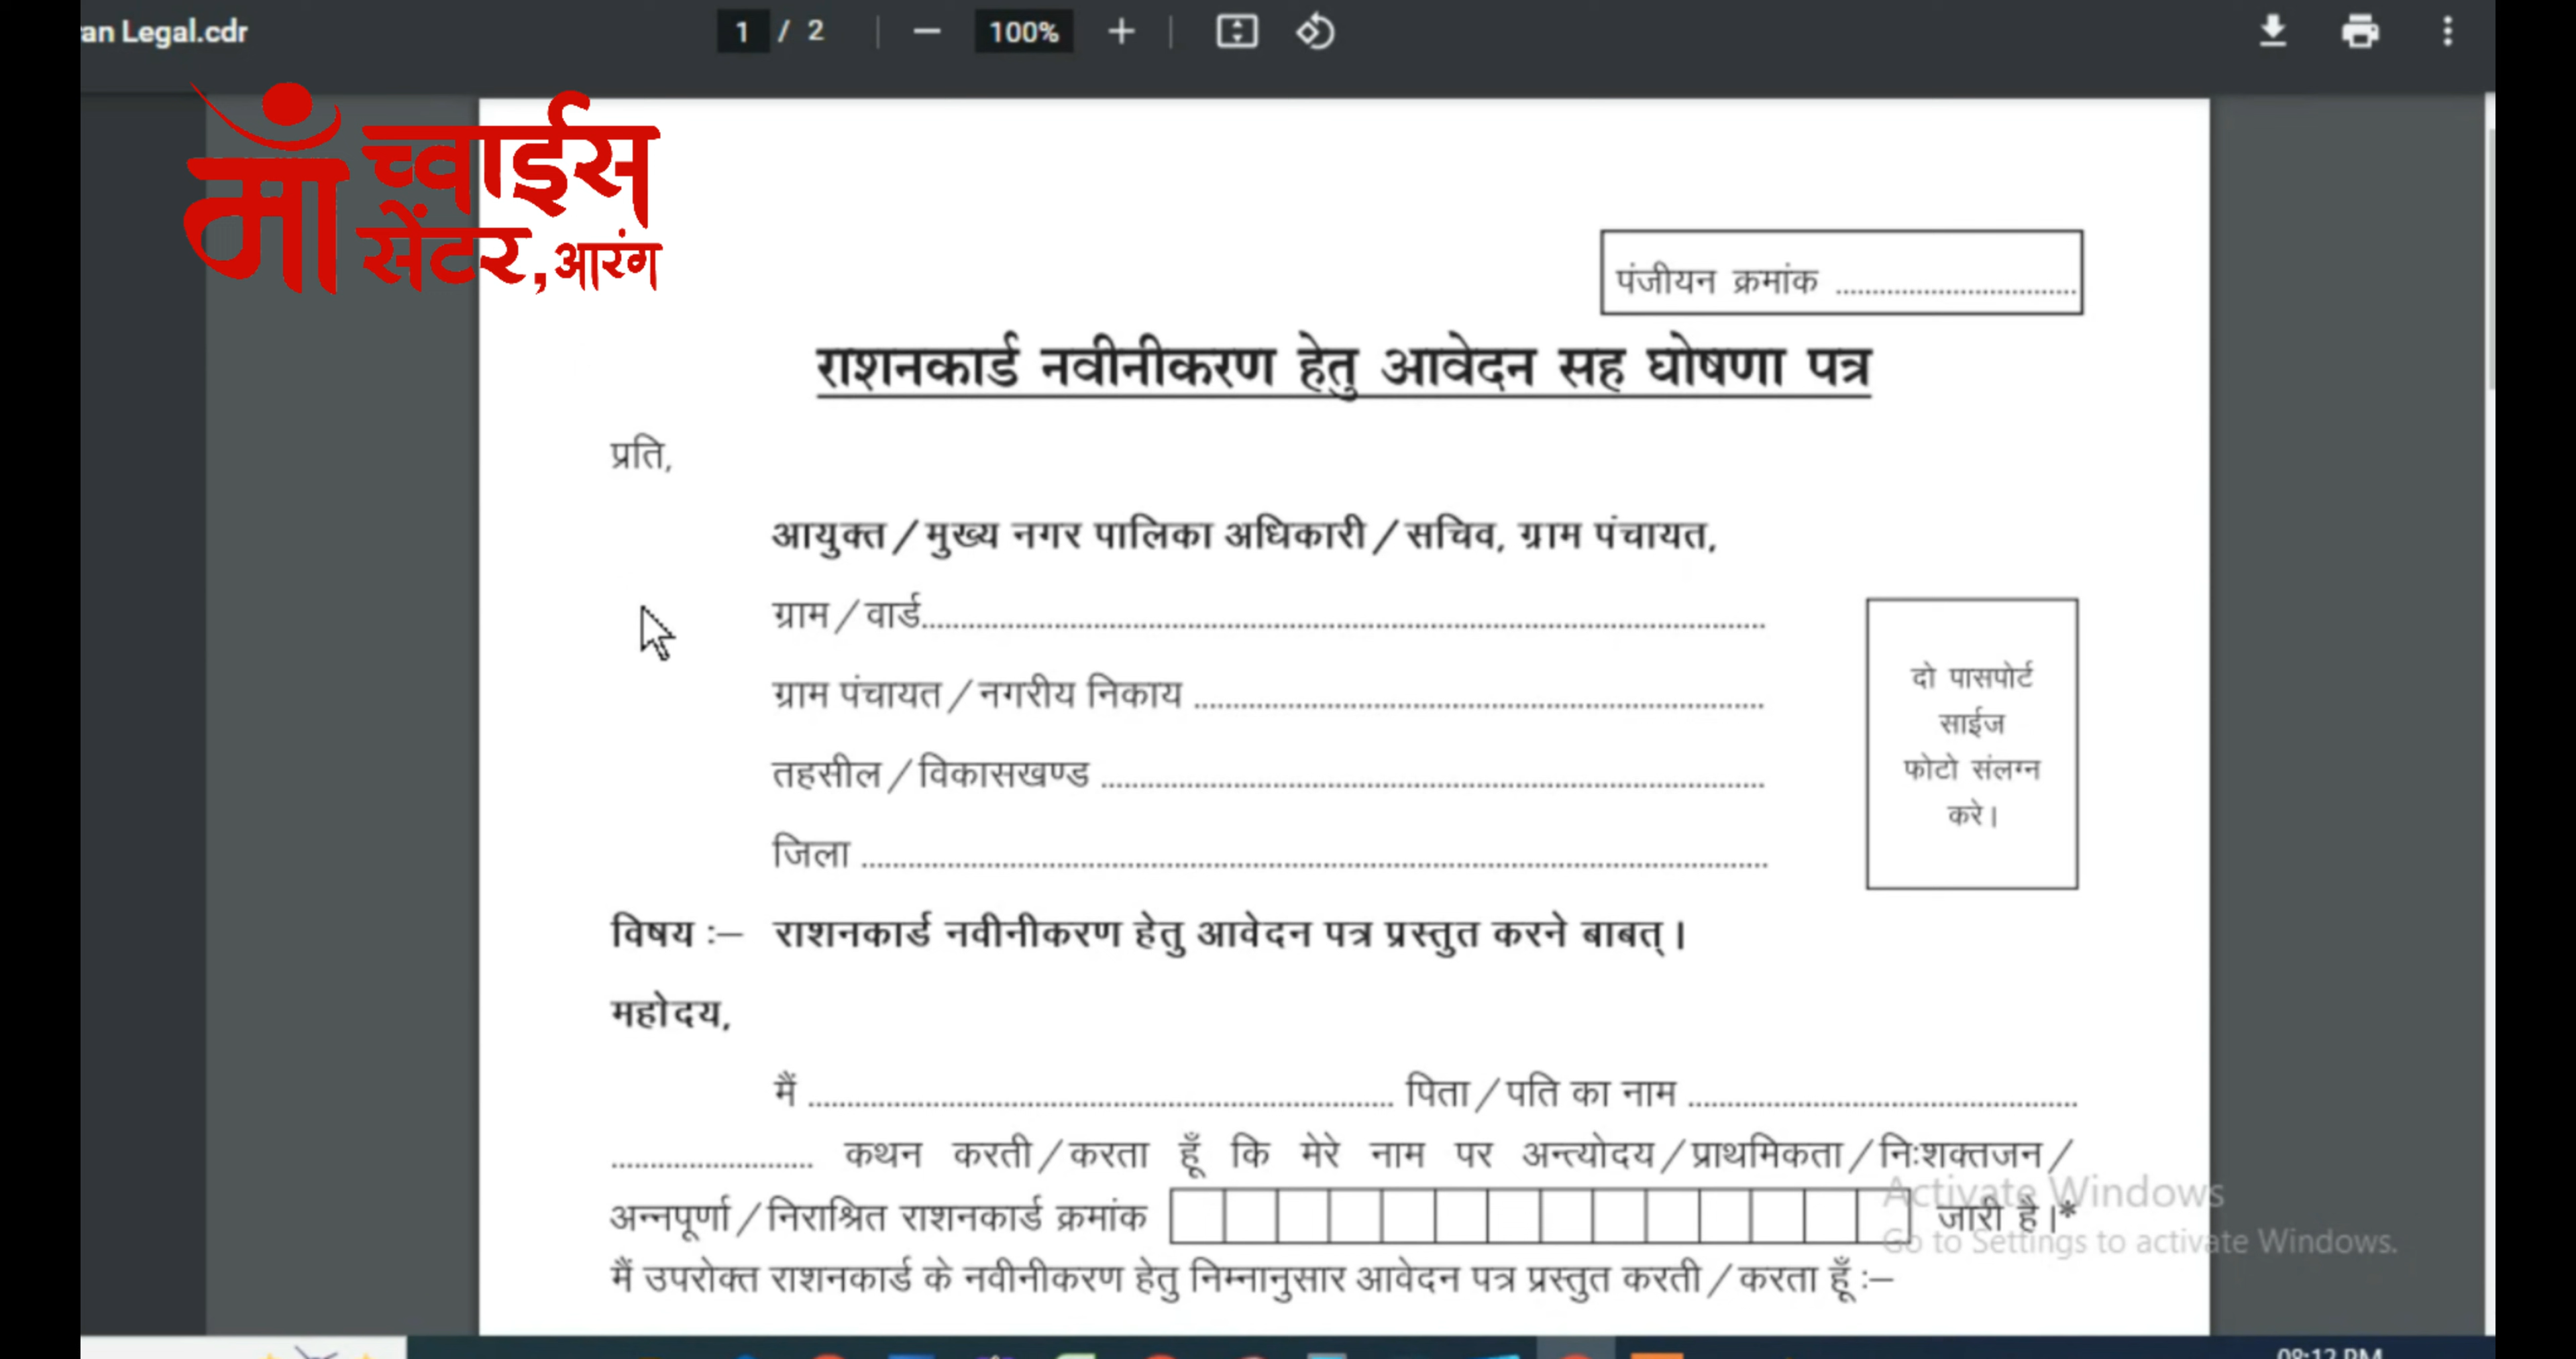 an Legal.cdr
1 / 2
100%
माँ च्वाईस
सेंटर, आरंग
पंजीयन क्रमांक ..............................
राशनकार्ड नवीनीकरण हेतु आवेदन सह घोषणा पत्र
प्रति,
आयुक्त/मुख्य नगर पालिका अधिकारी/सचिव, ग्राम पंचायत,
ग्राम/वार्ड..............................
ग्राम पंचायत/नगरीय निकाय ..............................
तहसील/विकासखण्ड ..............................
जिला ..............................
दो पासपोर्ट
साईज
फोटो संलग्न
करे।
विषय :– राशनकार्ड नवीनीकरण हेतु आवेदन पत्र प्रस्तुत करने बाबत्।
महोदय,
मैं .............................. पिता/पति का नाम ..............................
.............................. कथन करती/करता हूँ कि मेरे नाम पर अन्त्योदय/प्राथमिकता/निःशक्तजन/
अन्नपूर्णा/निराश्रित राशनकार्ड क्रमांक जारी है।*
मैं उपरोक्त राशनकार्ड के नवीनीकरण हेतु निम्नानुसार आवेदन पत्र प्रस्तुत करती/करता हूँ :–
Activate Windows
Go to Settings to activate Windows.
08:12 PM